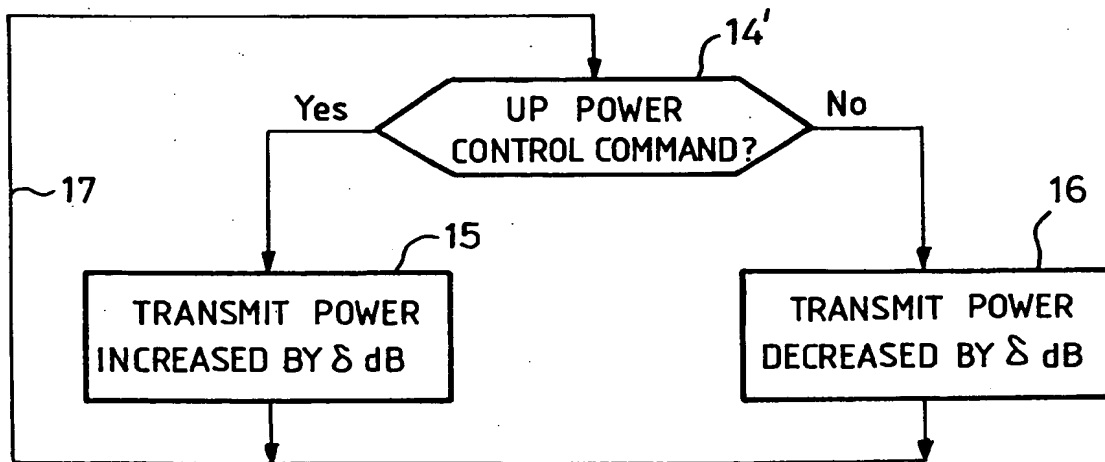 14'
UP POWER
CONTROL COMMAND?
Yes
No
17
15
16
TRANSMIT POWER
INCREASED BY δ dB
TRANSMIT POWER
DECREASED BY δ dB